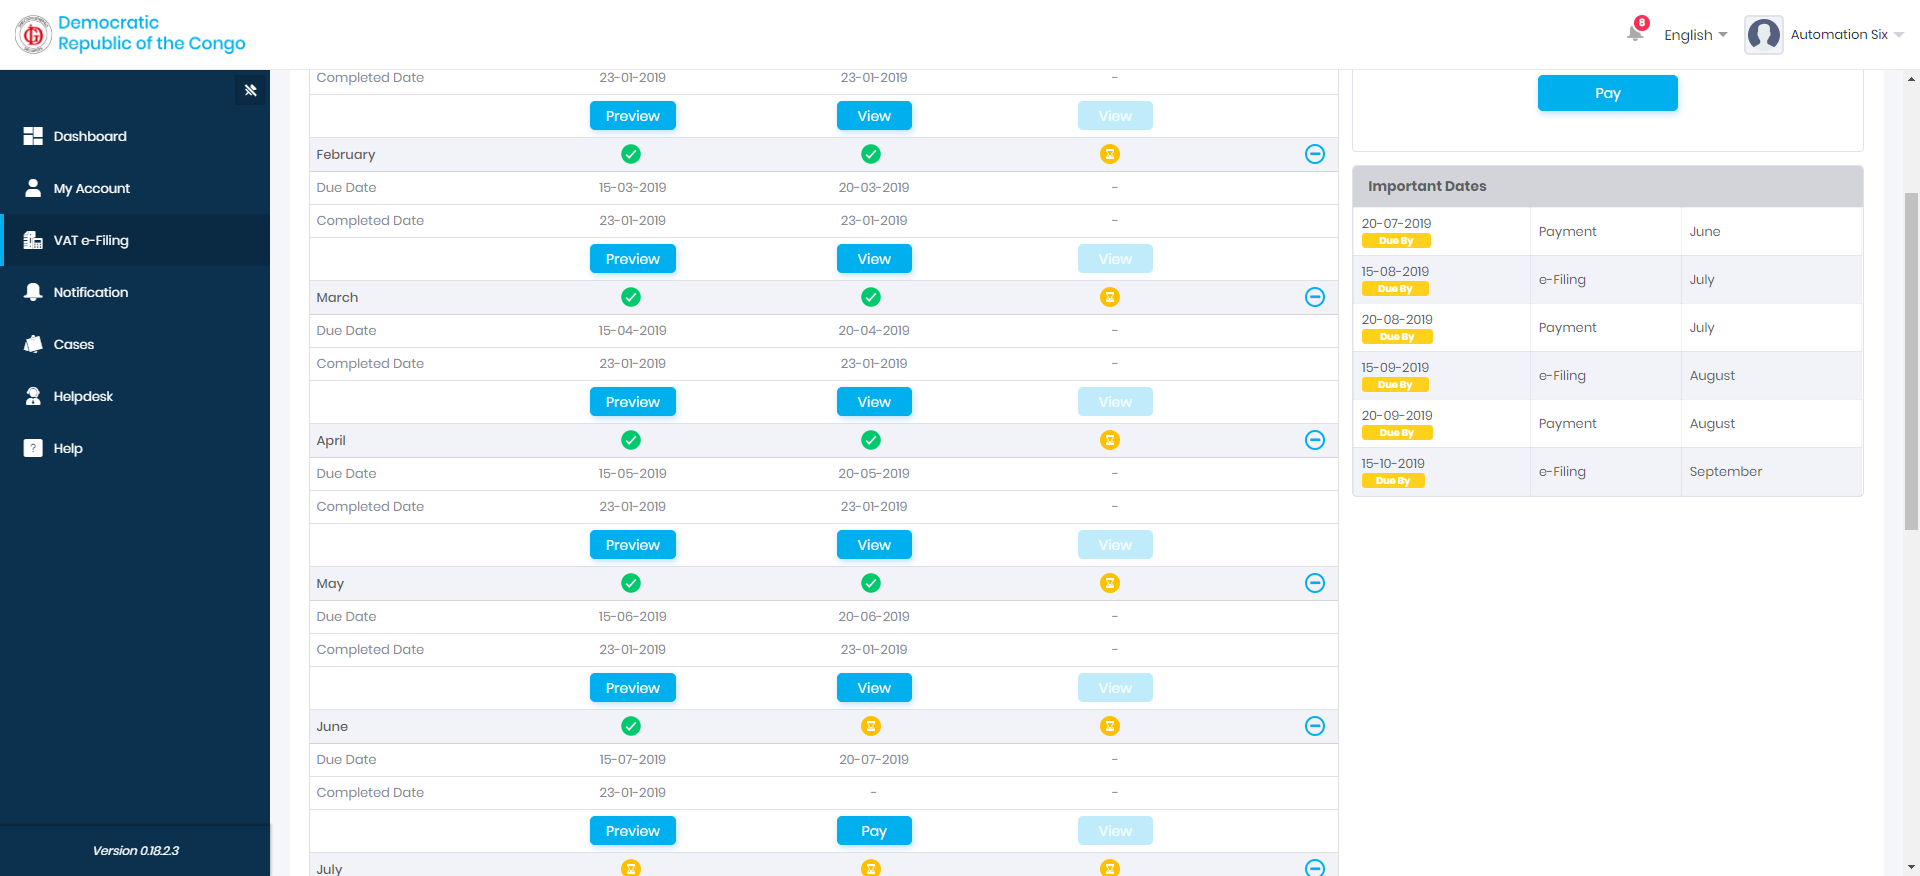 Democratic
Republic of the Congo
8
English
Automation Six
Dashboard
My Account
VAT e-Filing
Notification
Cases
Helpdesk
? Help
Version 0.18.2.3
Completed Date 23-01-2019 23-01-2019 -
Preview View View
February
Due Date 15-03-2019 20-03-2019 -
Completed Date 23-01-2019 23-01-2019 -
Preview View View
March
Due Date 15-04-2019 20-04-2019 -
Completed Date 23-01-2019 23-01-2019 -
Preview View View
April
Due Date 15-05-2019 20-05-2019 -
Completed Date 23-01-2019 23-01-2019 -
Preview View View
May
Due Date 15-06-2019 20-06-2019 -
Completed Date 23-01-2019 23-01-2019 -
Preview View View
June
Due Date 15-07-2019 20-07-2019 -
Completed Date 23-01-2019 - -
Preview Pay View
July
Pay
Important Dates
20-07-2019 Payment June
Due By
15-08-2019 e-Filing July
Due By
20-08-2019 Payment July
Due By
15-09-2019 e-Filing August
Due By
20-09-2019 Payment August
Due By
15-10-2019 e-Filing September
Due By